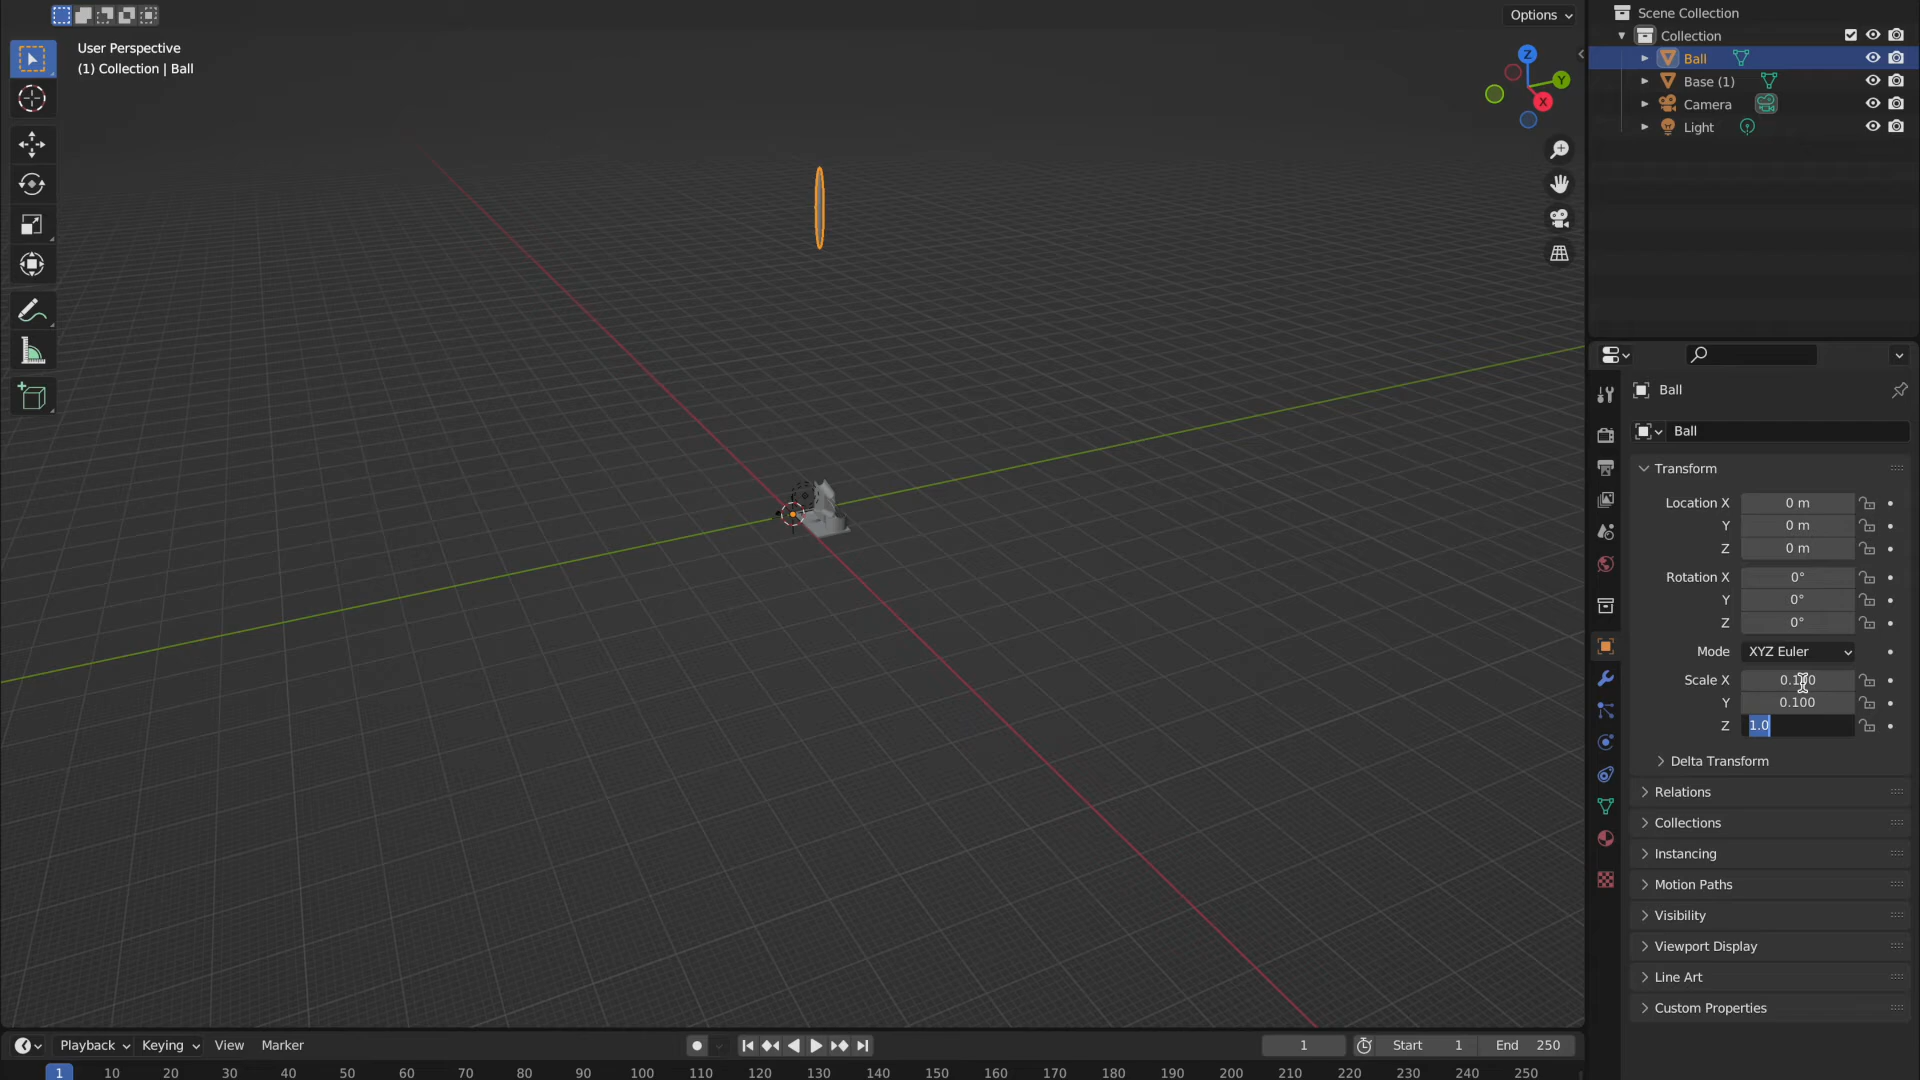 Options
User Perspective
(1) Collection | Ball
Z
Y
X
Scene Collection
Collection
Ball
Base (1)
Camera
Light
Ball
Ball
Transform
Location X 0 m
Y 0 m
Z 0 m
Rotation X 0°
Y 0°
Z 0°
Mode XYZ Euler
Scale X 0.100
Y 0.100
Z 1.0
Delta Transform
Relations
Collections
Instancing
Motion Paths
Visibility
Viewport Display
Line Art
Custom Properties
Playback Keying View Marker 1 Start 1 End 250
1 10 20 30 40 50 60 70 80 90 100 110 120 130 140 150 160 170 180 190 200 210 220 230 240 250